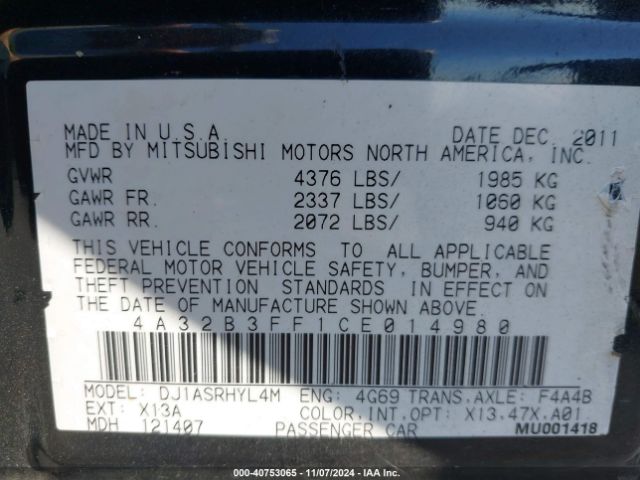 MADE IN U.S.A. DATE DEC. 2011
MFD BY MITSUBISHI MOTORS NORTH AMERICA, INC.
GVWR 4376 LBS/ 1985 KG
GAWR FR. 2337 LBS/ 1060 KG
GAWR RR. 2072 LBS/ 940 KG
THIS VEHICLE CONFORMS TO ALL APPLICABLE
FEDERAL MOTOR VEHICLE SAFETY, BUMPER, AND
THEFT PREVENTION STANDARDS IN EFFECT ON
THE DATE OF MANUFACTURE SHOWN ABOVE.
4A32B3FF1CE014980
MODEL: DJ1ASRHYL4M ENG: 4G69 TRANS.AXLE: F4A4B
EXT: X13A COLOR,INT,OPT: X13,47X,A01
MDH 121407 PASSENGER CAR MU001418
000-40753065 - 11/07/2024 - IAA Inc.